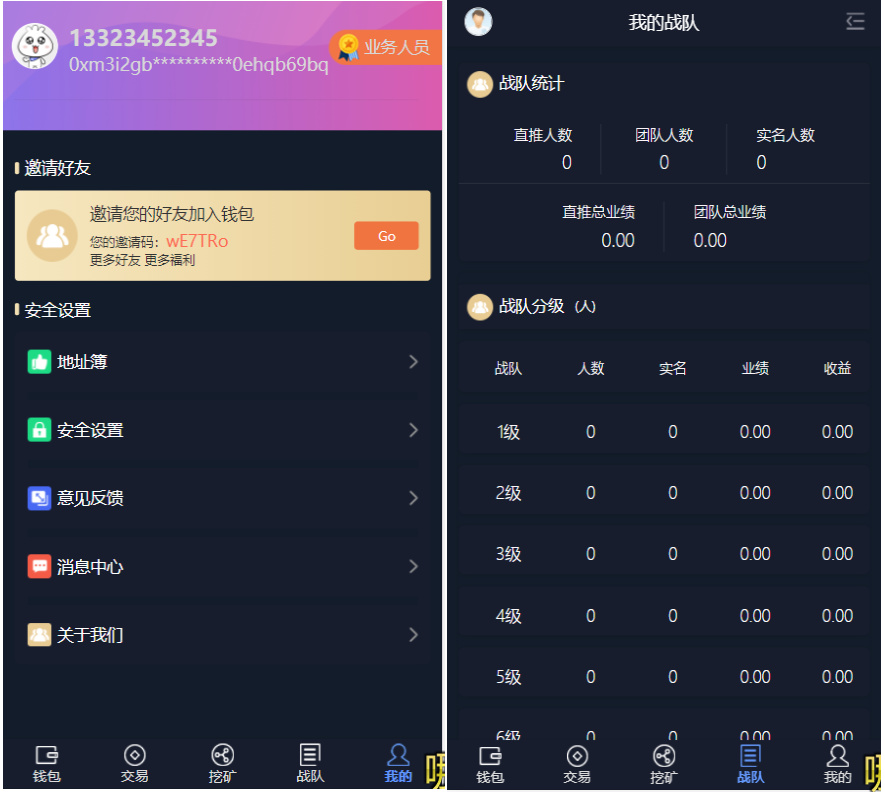 13323452345
0xm3i2gb**********0ehqb69bq
业务人员
邀请好友
邀请您的好友加入钱包
您的邀请码：wE7TRo
更多好友 更多福利
Go
安全设置
地址簿
安全设置
意见反馈
消息中心
关于我们
钱包 交易 挖矿 战队 我的
我的战队
战队统计
直推人数 团队人数 实名人数
0 0 0
直推总业绩 团队总业绩
0.00 0.00
战队分级 (人)
战队 人数 实名 业绩 收益
1级 0 0 0.00 0.00
2级 0 0 0.00 0.00
3级 0 0 0.00 0.00
4级 0 0 0.00 0.00
5级 0 0 0.00 0.00
6级 0 0 0.00 0.00
钱包 交易 挖矿 战队 我的